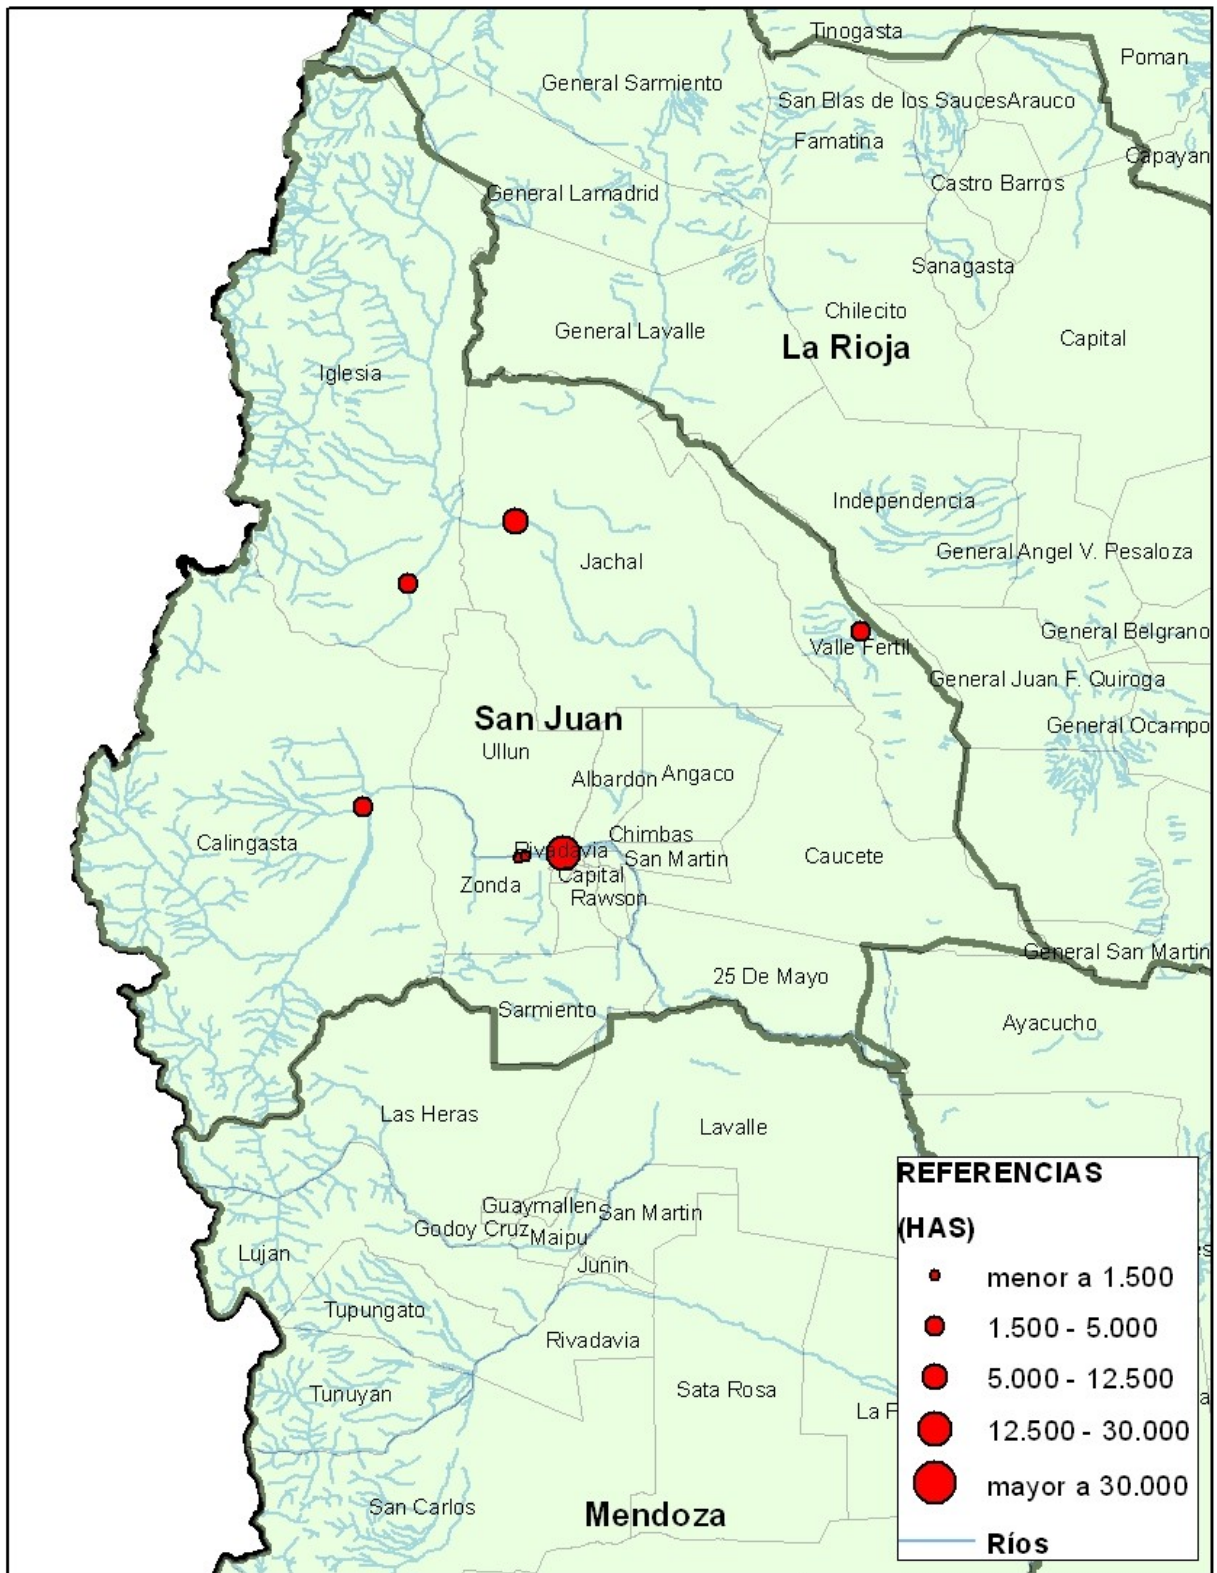 Tinogasta
Poman
General Sarmiento
San Blas de los Sauces
Arauco
Famatina
Capayan
Castro Barros
General Lamadrid
Sanagasta
Chilecito
General Lavalle
La Rioja
Capital
Iglesia
Independencia
General Angel V. Pesaloza
Jachal
General Belgrano
Valle Fertil
General Juan F. Quiroga
San Juan
General Ocampo
Ullun
Albardon
Angaco
Chimbas
Calingasta
Rivadavia
San Martin
Caucete
Capital
Zonda
Rawson
General San Martin
25 De Mayo
Sarmiento
Ayacucho
Las Heras
Lavalle
REFERENCIAS
(HAS)
menor a 1.500
1.500 - 5.000
5.000 - 12.500
12.500 - 30.000
mayor a 30.000
Ríos
Guaymallen
San Martin
Godoy Cruz
Maipu
Lujan
Junin
Tupungato
Rivadavia
Tunuyan
Sata Rosa
San Carlos
Mendoza